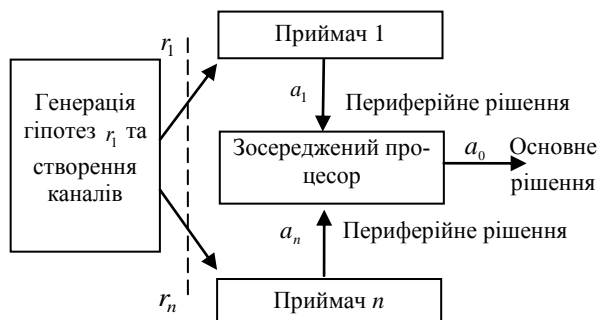 r₁
Приймач 1
Генерація
гіпотез r₁ та
створення
каналів
a₁
Периферійне рішення
Зосереджений про-
цесор
a₀
Основне
рішення
aₙ
Периферійне рішення
rₙ
Приймач n